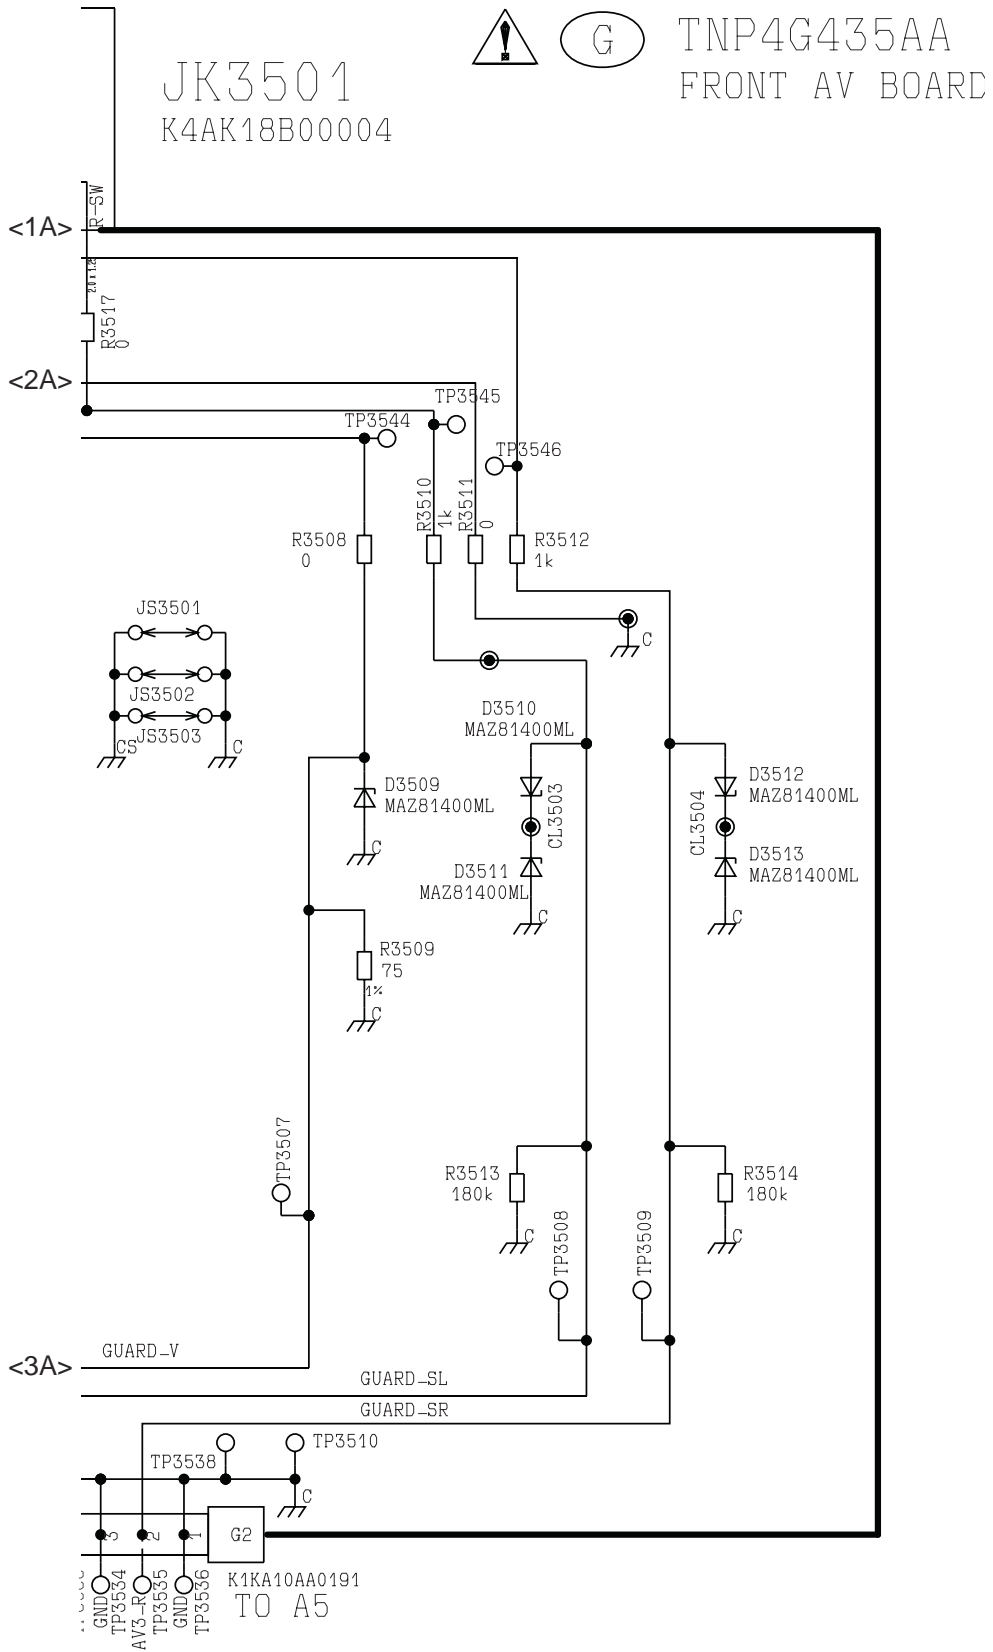 G TNP4G435AA
FRONT AV BOARD
JK3501
K4AK18B00004
R-SW
<1A>
R3517
0
<2A>
TP3545
TP3544
TP3546
R3510
1k
R3511
0
R3508
0
R3512
1k
JS3501
C
JS3502
JS3503
CS
C
D3510
MAZ81400ML
D3509
MAZ81400ML
C
CL3503
D3511
MAZ81400ML
C
CL3504
D3512
MAZ81400ML
D3513
MAZ81400ML
C
R3509
75
1%
C
TP3507
R3513
180k
C
TP3508
TP3509
R3514
180k
C
<3A>
GUARD_V
GUARD_SL
GUARD_SR
TP3538
TP3510
C
3
2
1
G2
GND
TP3534
AV3-R
TP3535
GND
TP3536
K1KA10AA0191
TO A5